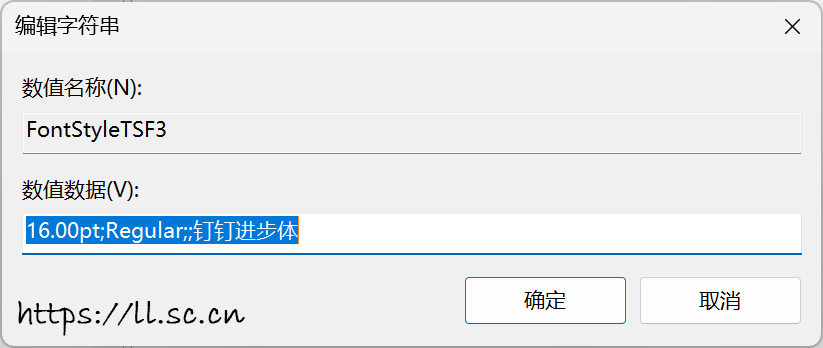 编辑字符串
数值名称(N):
FontStyleTSF3
数值数据(V):
16.00pt;Regular;;钉钉进步体
确定
取消
https://ll.sc.cn